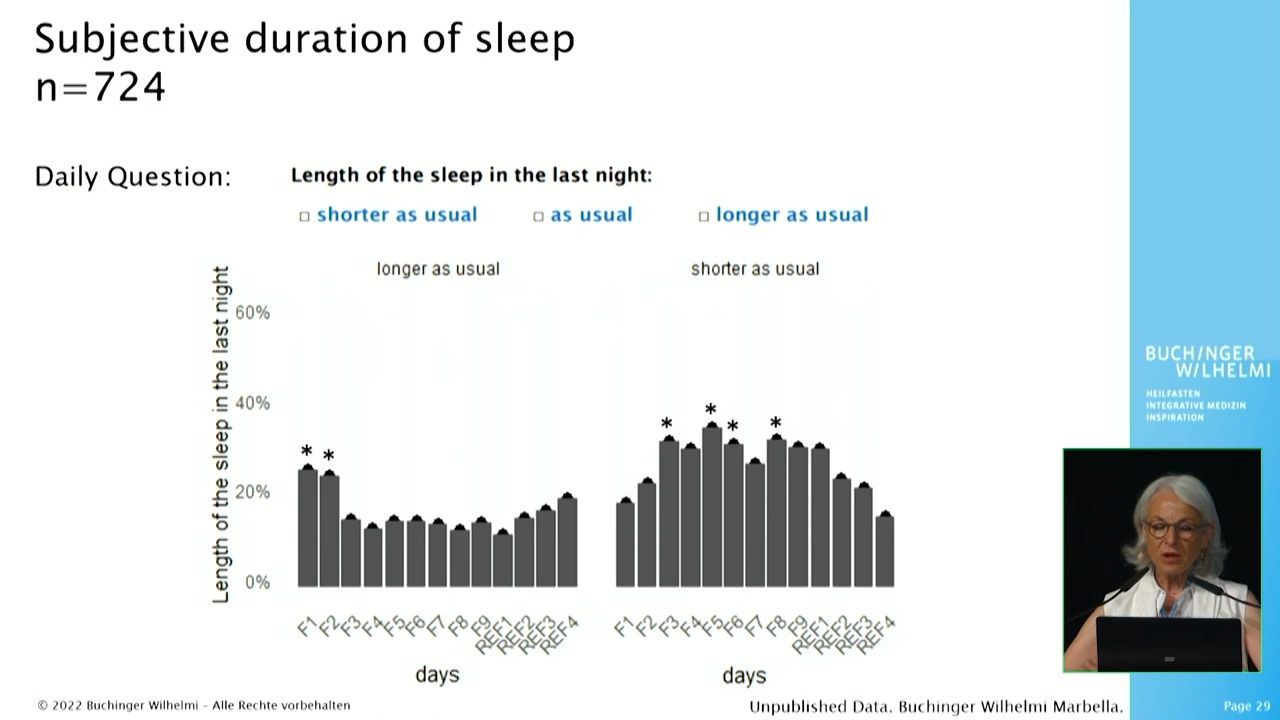 Subjective duration of sleep
n=724
Daily Question:
Length of the sleep in the last night:
□ shorter as usual □ as usual □ longer as usual
longer as usual shorter as usual
Length of the sleep in the last night
60%
40%
20%
0%
* *
* * * *
F1 F2 F3 F4 F5 F6 F7 F8 F9 REF1 REF2 REF3 REF4
F1 F2 F3 F4 F5 F6 F7 F8 F9 REF1 REF2 REF3 REF4
days days
© 2022 Buchinger Wilhelmi – Alle Rechte vorbehalten
Unpublished Data. Buchinger Wilhelmi Marbella.
BUCH/NGER
W/LHELMI
HEILFASTEN
INTEGRATIVE MEDIZIN
INSPIRATION
Page 29